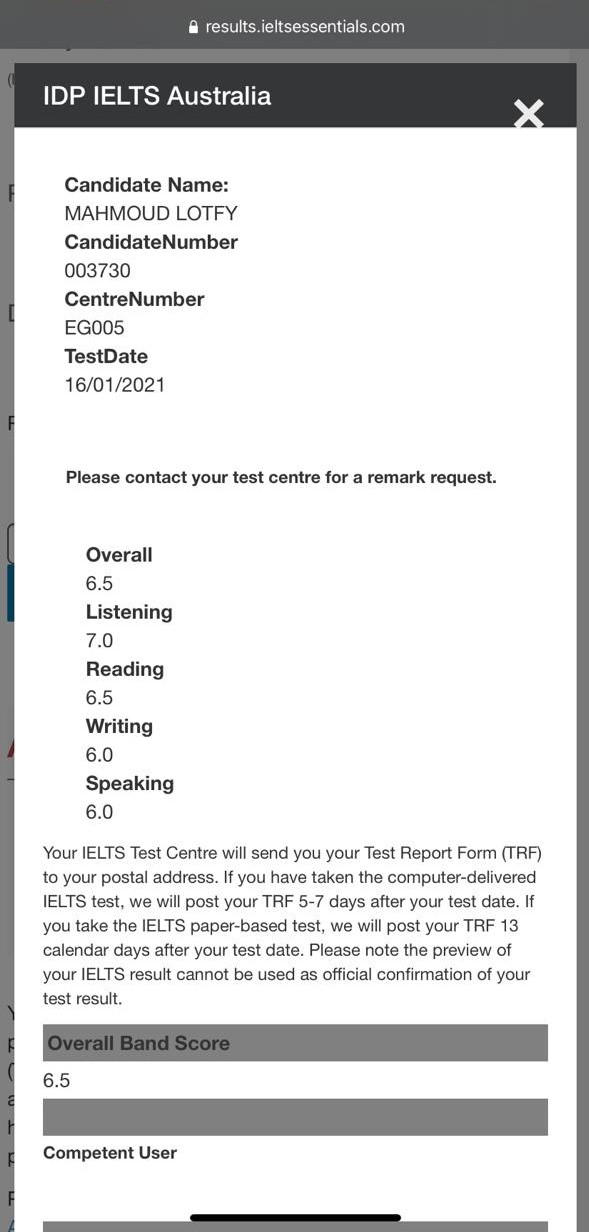 results.ieltsessentials.com
IDP IELTS Australia
Candidate Name:
MAHMOUD LOTFY
CandidateNumber
003730
CentreNumber
EG005
TestDate
16/01/2021
Please contact your test centre for a remark request.
Overall
6.5
Listening
7.0
Reading
6.5
Writing
6.0
Speaking
6.0
Your IELTS Test Centre will send you your Test Report Form (TRF)
to your postal address. If you have taken the computer-delivered
IELTS test, we will post your TRF 5-7 days after your test date. If
you take the IELTS paper-based test, we will post your TRF 13
calendar days after your test date. Please note the preview of
your IELTS result cannot be used as official confirmation of your
test result.
Overall Band Score
6.5
Competent User